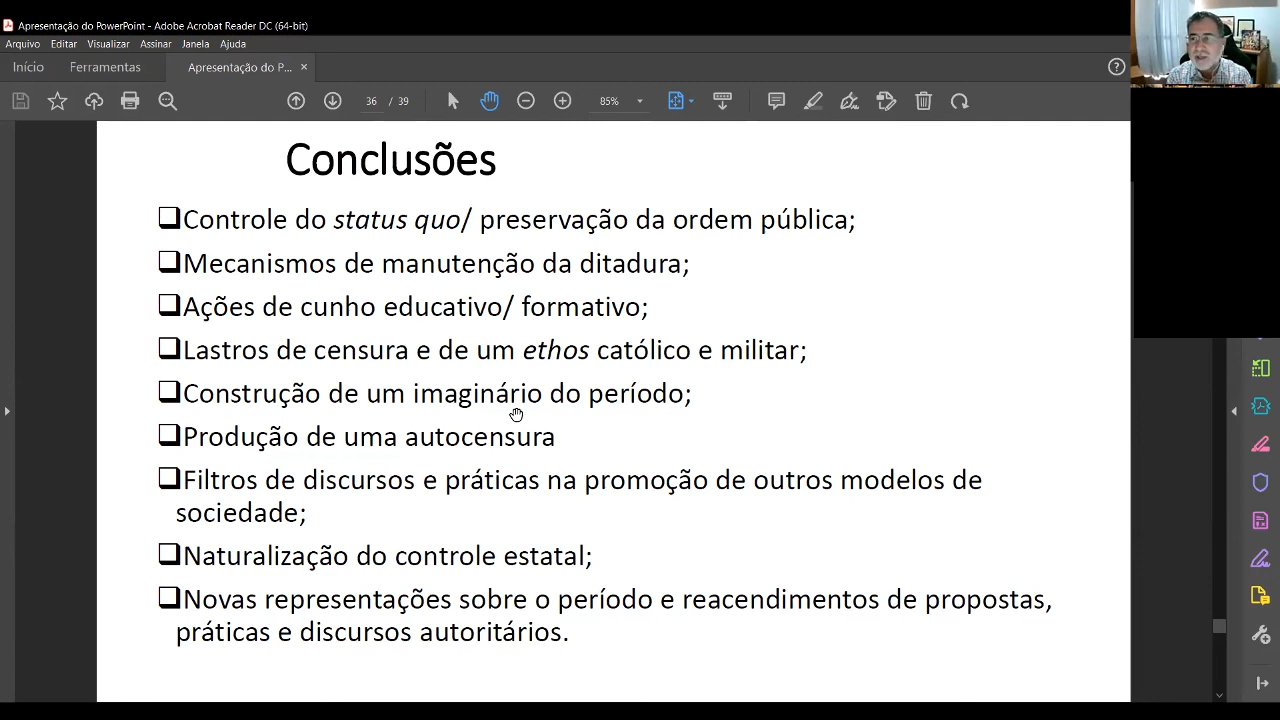 Apresentação do PowerPoint - Adobe Acrobat Reader DC (64-bit)
Arquivo Editar Visualizar Assinar Janela Ajuda
Início Ferramentas Apresentação do P... ×
36 / 39 85%
Conclusões
❑Controle do status quo/ preservação da ordem pública;
❑Mecanismos de manutenção da ditadura;
❑Ações de cunho educativo/ formativo;
❑Lastros de censura e de um ethos católico e militar;
❑Construção de um imaginário do período;
❑Produção de uma autocensura
❑Filtros de discursos e práticas na promoção de outros modelos de
sociedade;
❑Naturalização do controle estatal;
❑Novas representações sobre o período e reacendimentos de propostas,
práticas e discursos autoritários.